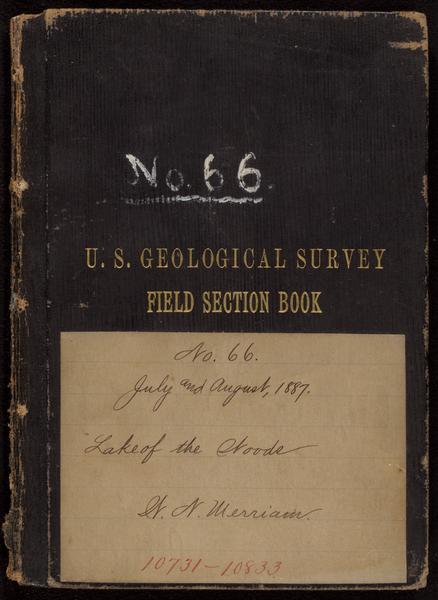 No. 66.
U. S. GEOLOGICAL SURVEY
FIELD SECTION BOOK
No. 66.
July and August, 1887.
Lake of the Woods
W. N. Merriam.
10731-10833